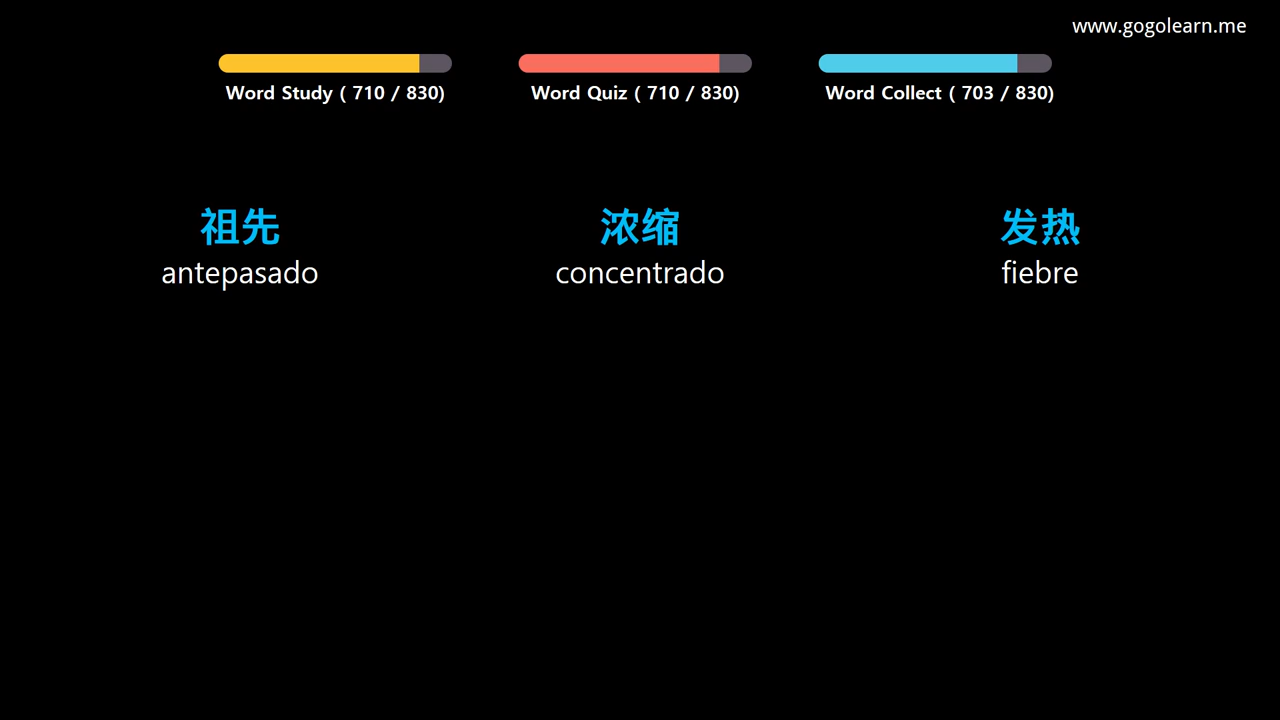 www.gogolearn.me
Word Study ( 710 / 830)
Word Quiz ( 710 / 830)
Word Collect ( 703 / 830)
祖先
antepasado
浓缩
concentrado
发热
fiebre